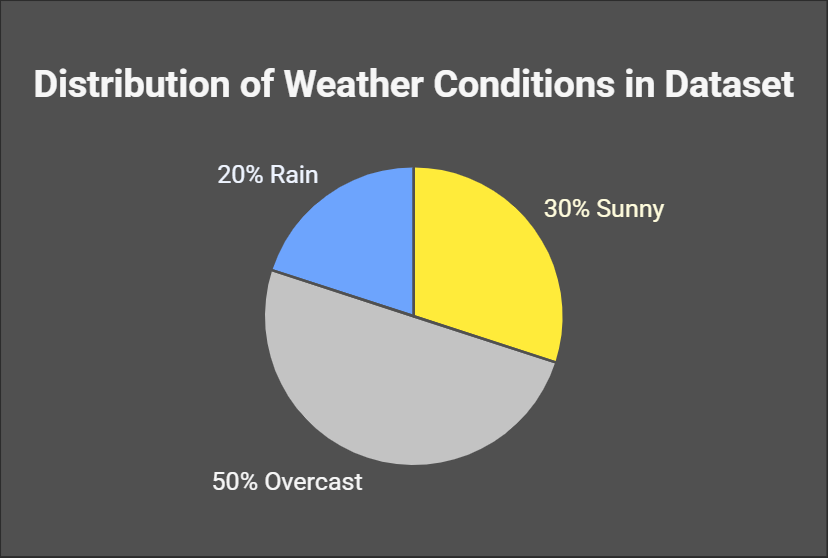 Distribution of Weather Conditions in Dataset
20% Rain
30% Sunny
50% Overcast